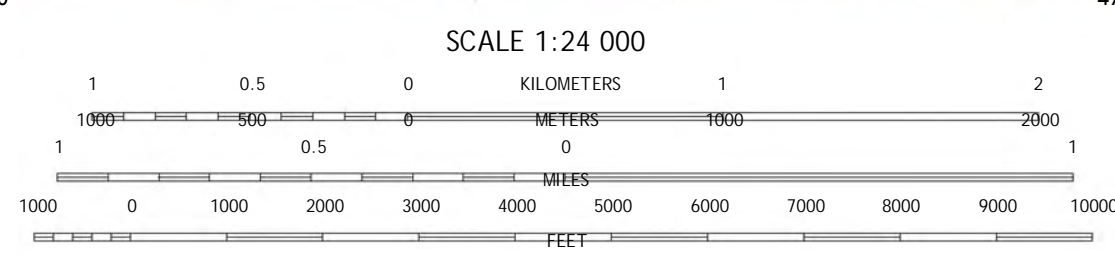 SCALE 1:24 000
1 0.5 0 KILOMETERS 1 2
1000 500 0 METERS 1000 2000
1 0.5 0 1
MILES
1000 0 1000 2000 3000 4000 5000 6000 7000 8000 9000 10000
FEET